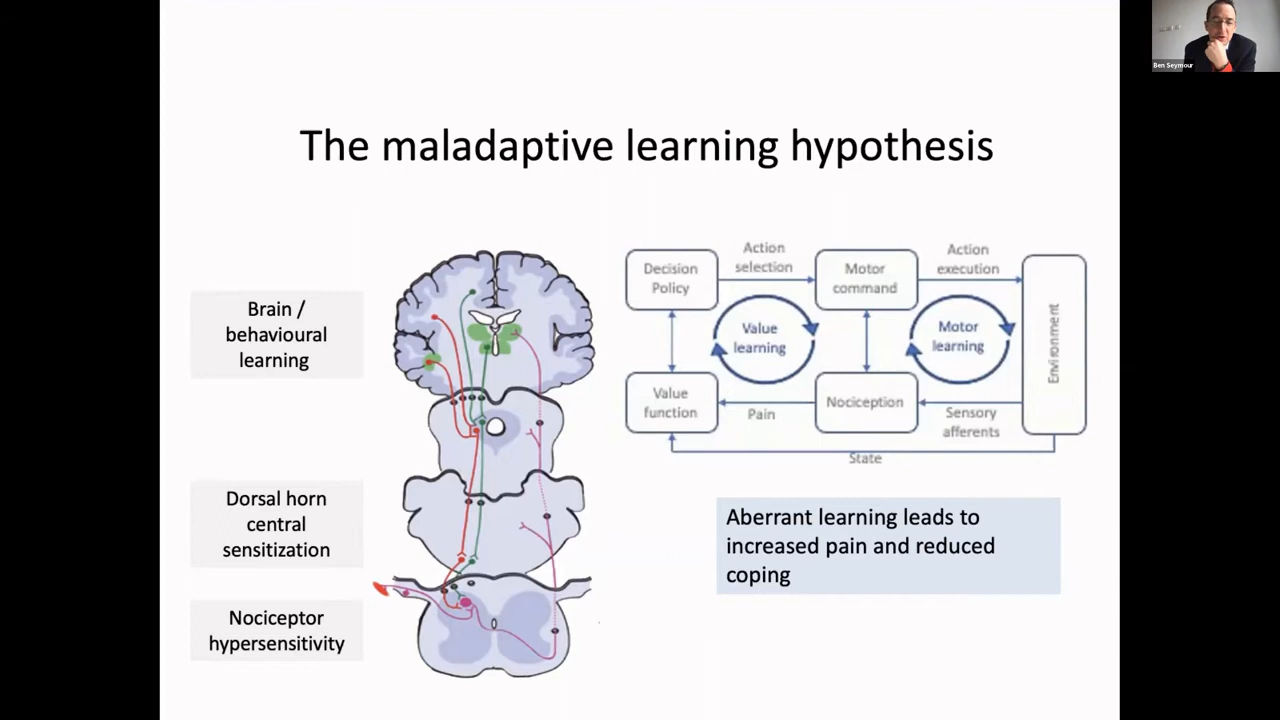 Ben Seymour
The maladaptive learning hypothesis
Brain /
behavioural
learning
Dorsal horn
central
sensitization
Nociceptor
hypersensitivity
Decision
Policy
Action
selection
Motor
command
Action
execution
Value
learning
Motor
learning
Environment
Value
function
Pain
Nociception
Sensory
afferents
State
Aberrant learning leads to
increased pain and reduced
coping